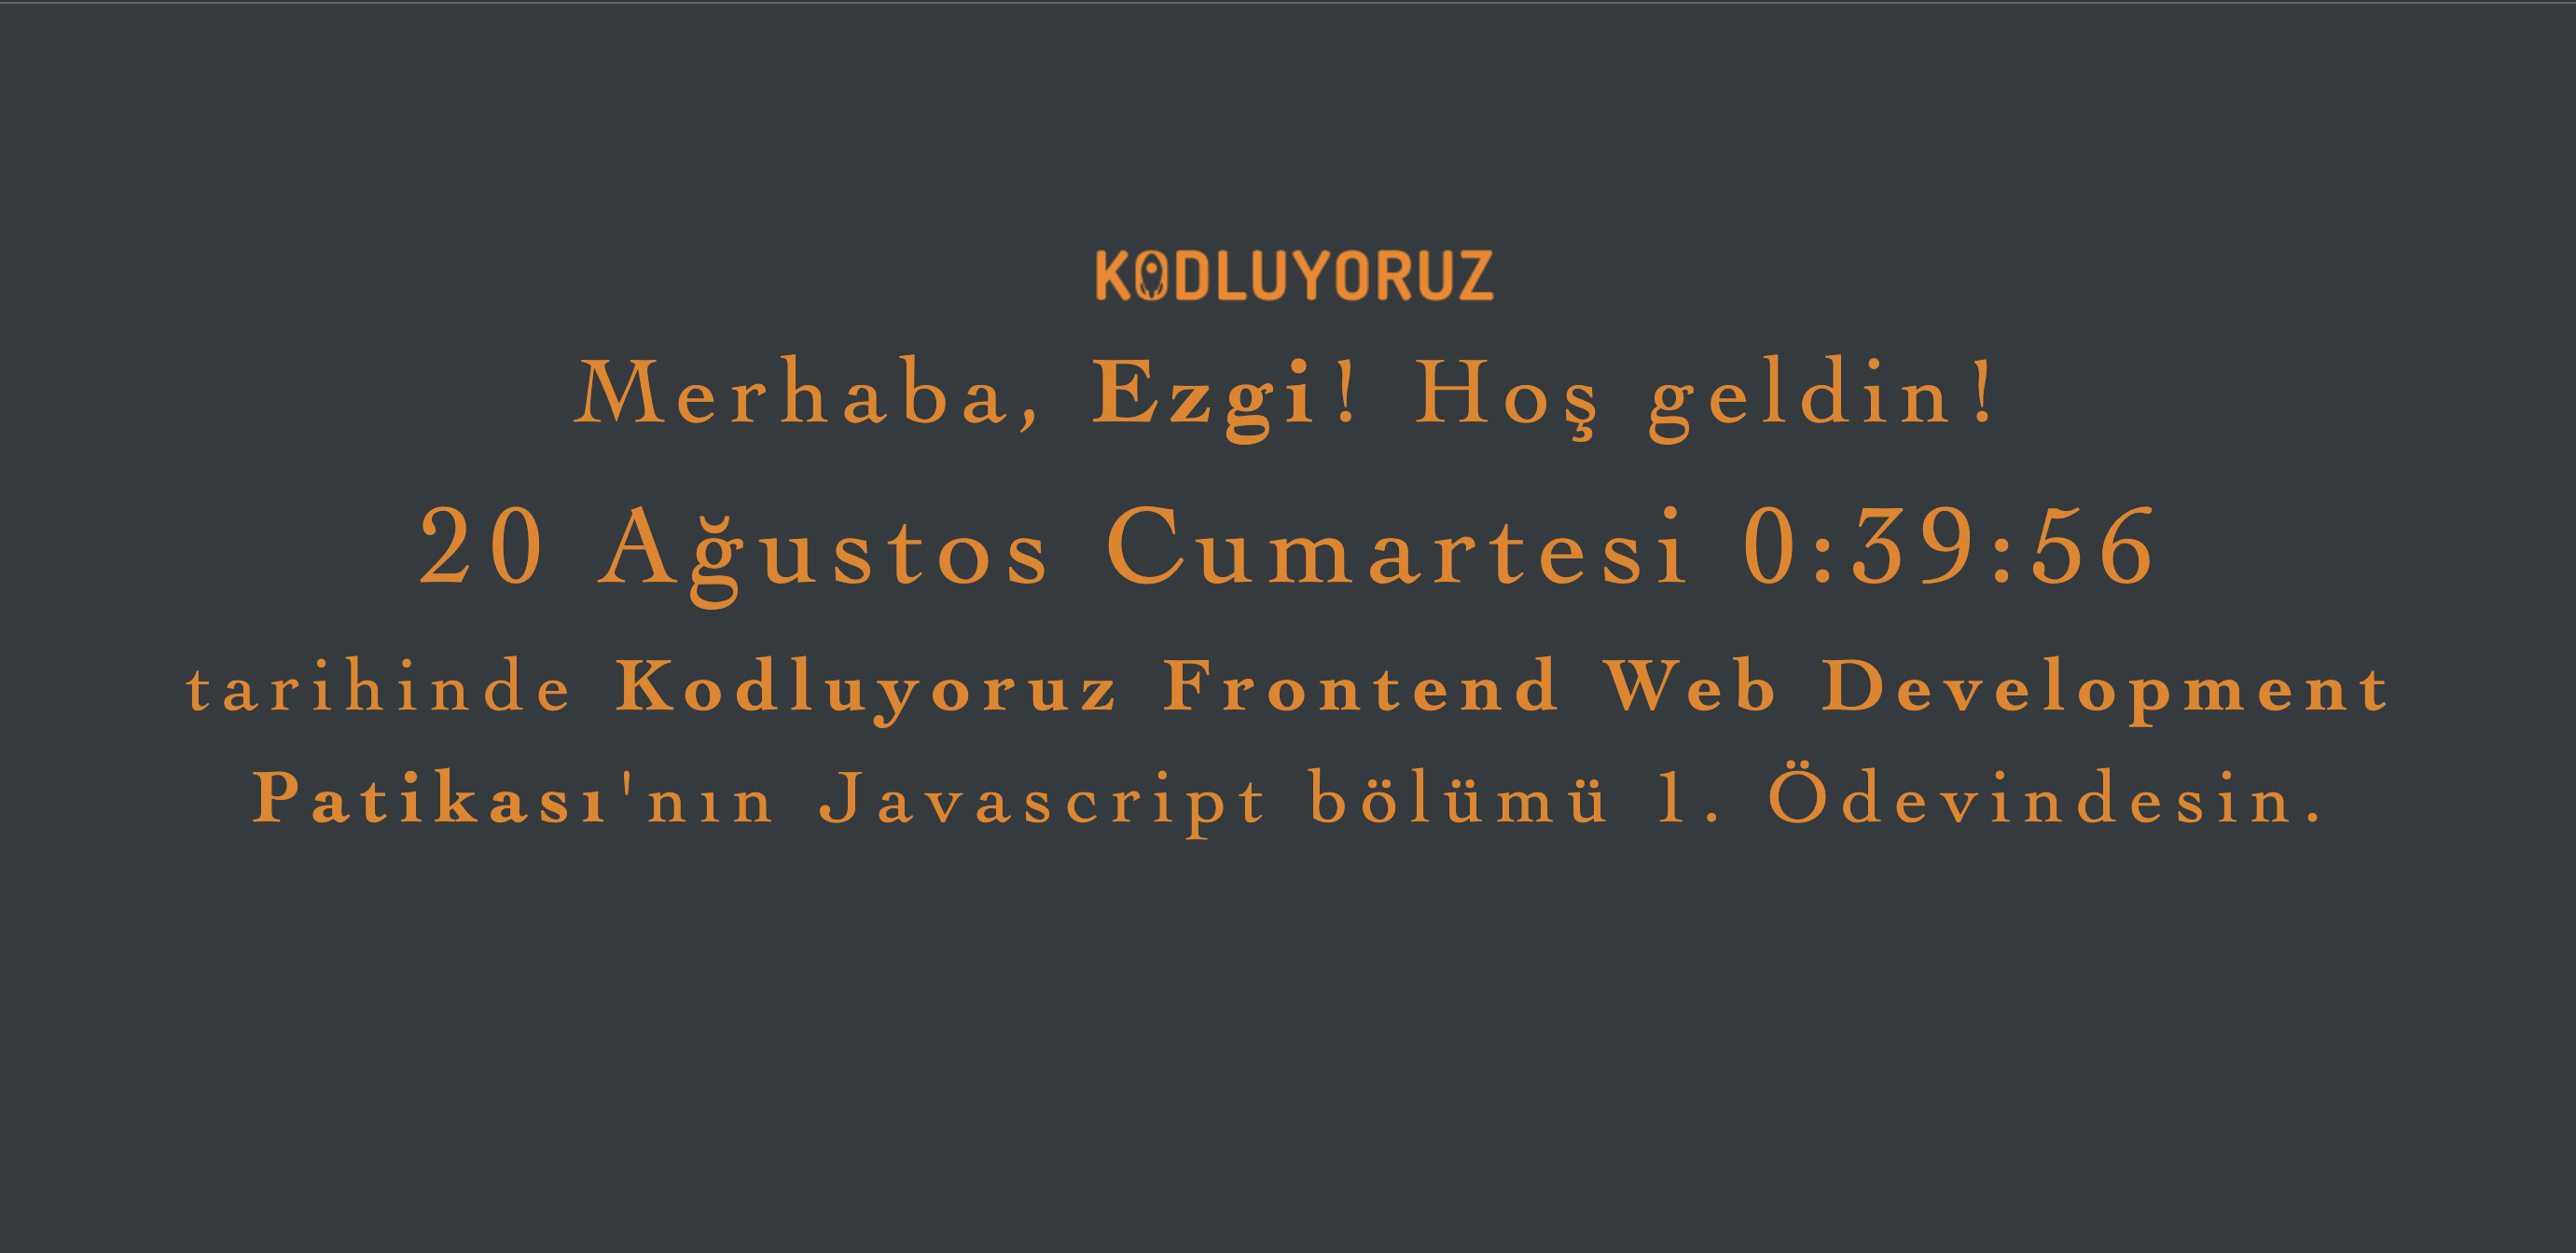 KODLUYORUZ
Merhaba, Ezgi! Hoş geldin!
20 Ağustos Cumartesi 0:39:56
tarihinde Kodluyoruz Frontend Web Development
Patikası'nın Javascript bölümü 1. Ödevindesin.